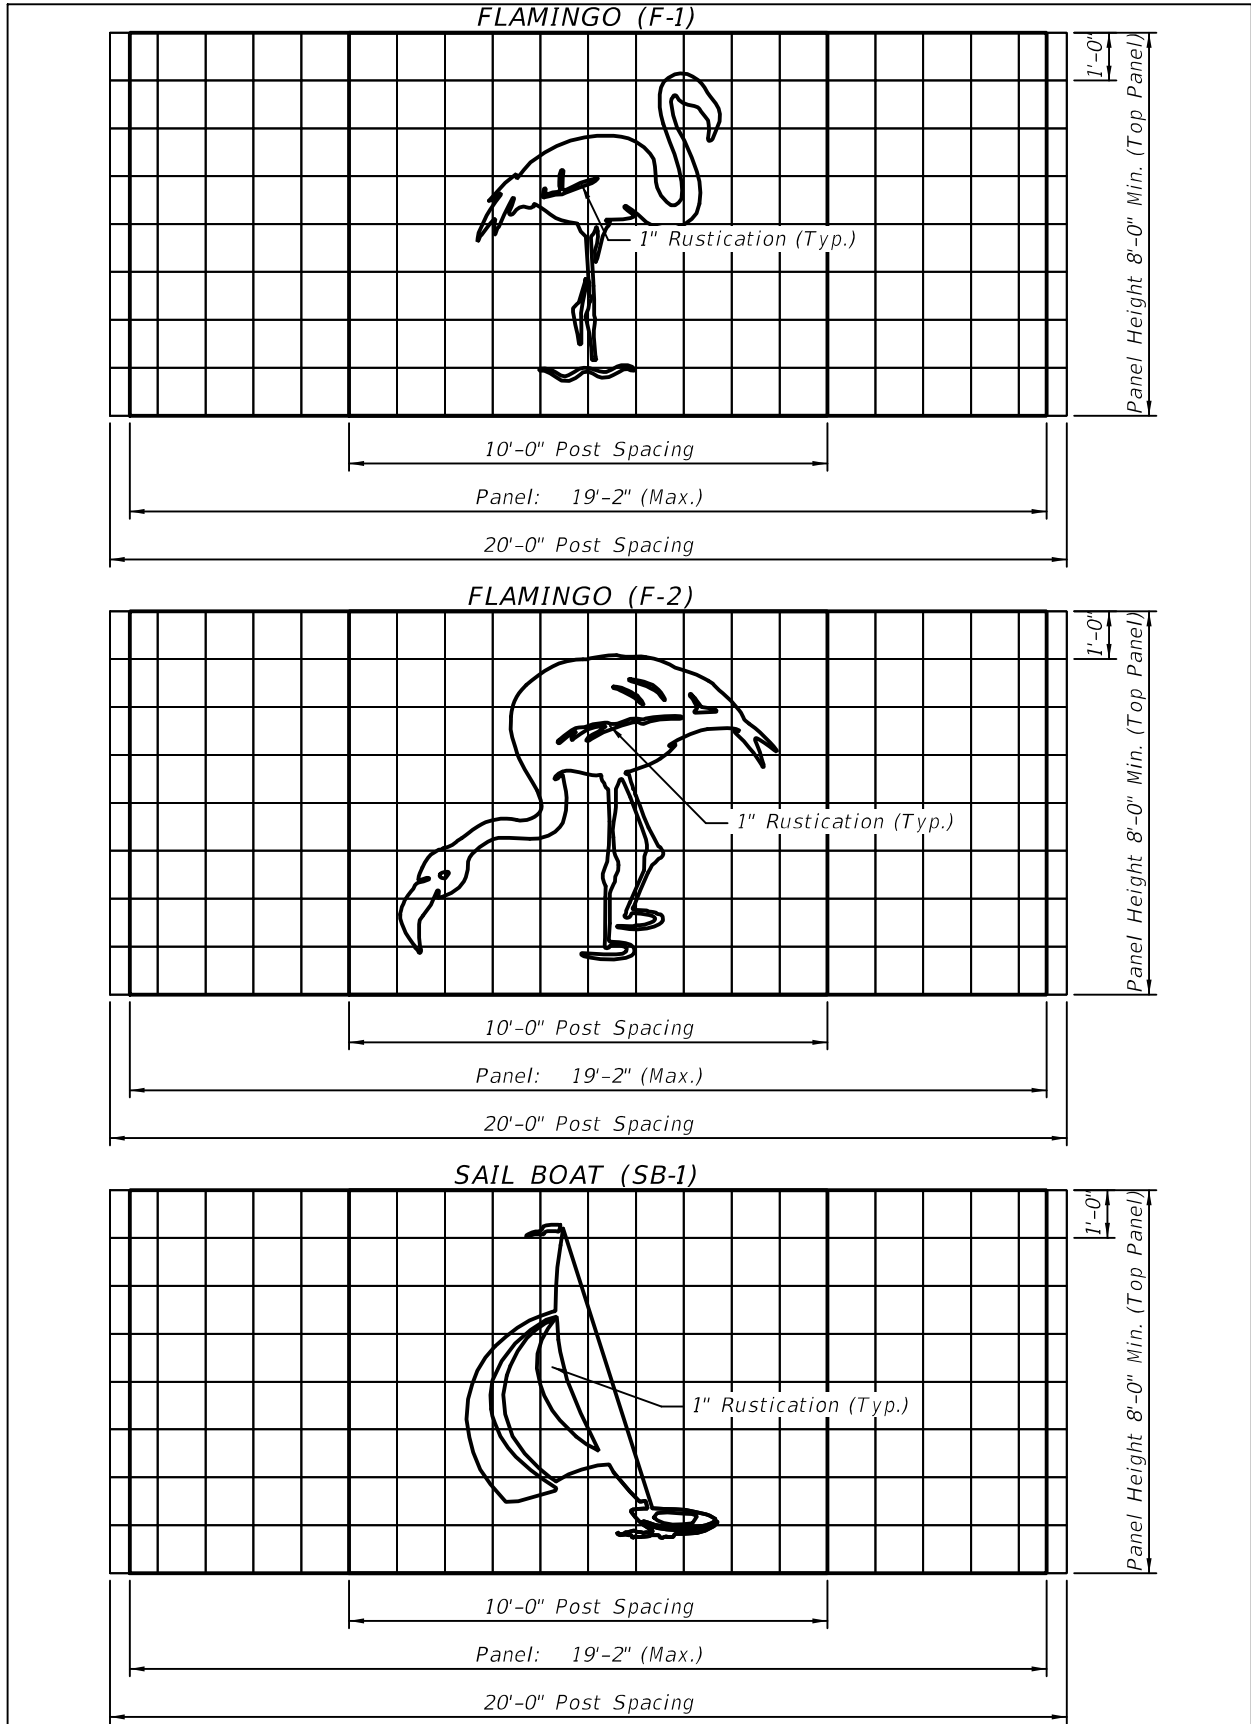 FLAMINGO (F-1)
1'-0"
Panel Height 8'-0" Min. (Top Panel)
1" Rustication (Typ.)
10'-0" Post Spacing
Panel: 19'-2" (Max.)
20'-0" Post Spacing
FLAMINGO (F-2)
1'-0"
Panel Height 8'-0" Min. (Top Panel)
1" Rustication (Typ.)
10'-0" Post Spacing
Panel: 19'-2" (Max.)
20'-0" Post Spacing
SAIL BOAT (SB-1)
1'-0"
Panel Height 8'-0" Min. (Top Panel)
1" Rustication (Typ.)
10'-0" Post Spacing
Panel: 19'-2" (Max.)
20'-0" Post Spacing